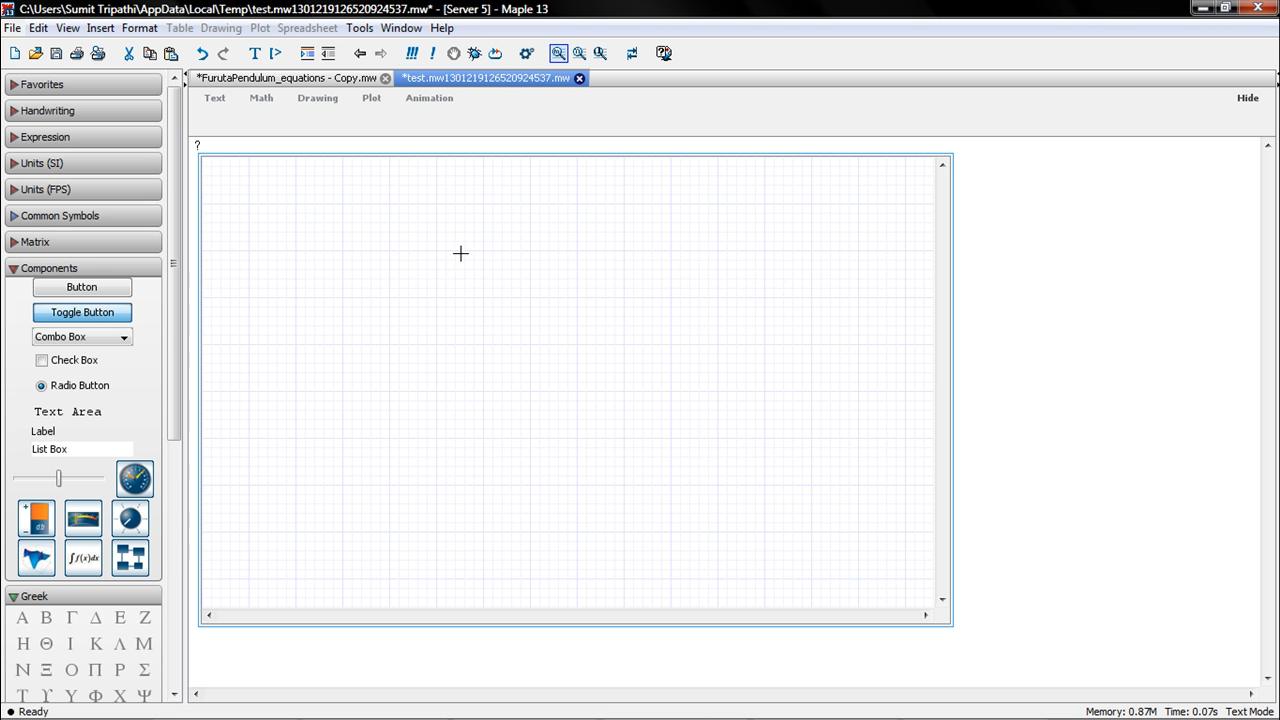 C:\Users\Sumit Tripathi\AppData\Local\Temp\test.mw1301219126520924537.mw* - [Server 5] - Maple 13
File Edit View Insert Format Table Drawing Plot Spreadsheet Tools Window Help
*FurutaPendulum_equations - Copy.mw *test.mw1301219126520924537.mw
Text Math Drawing Plot Animation Hide
?
Favorites
Handwriting
Expression
Units (SI)
Units (FPS)
Common Symbols
Matrix
Components
Button
Toggle Button
Combo Box
Check Box
Radio Button
Text Area
Label
List Box
∫f(x)dx
Greek
Α Β Γ Δ Ε Ζ
Η Θ Ι Κ Λ Μ
Ν Ξ Ο Π Ρ Σ
Τ ϒ Υ Φ Χ Ψ
Ready Memory: 0.87M Time: 0.07s Text Mode